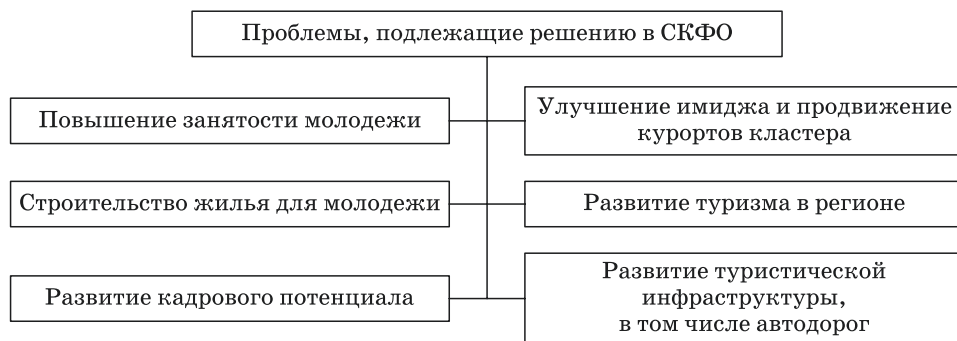 Проблемы, подлежащие решению в СКФО
Повышение занятости молодежи
Улучшение имиджа и продвижение
курортов кластера
Строительство жилья для молодежи
Развитие туризма в регионе
Развитие кадрового потенциала
Развитие туристической
инфраструктуры,
в том числе автодорог